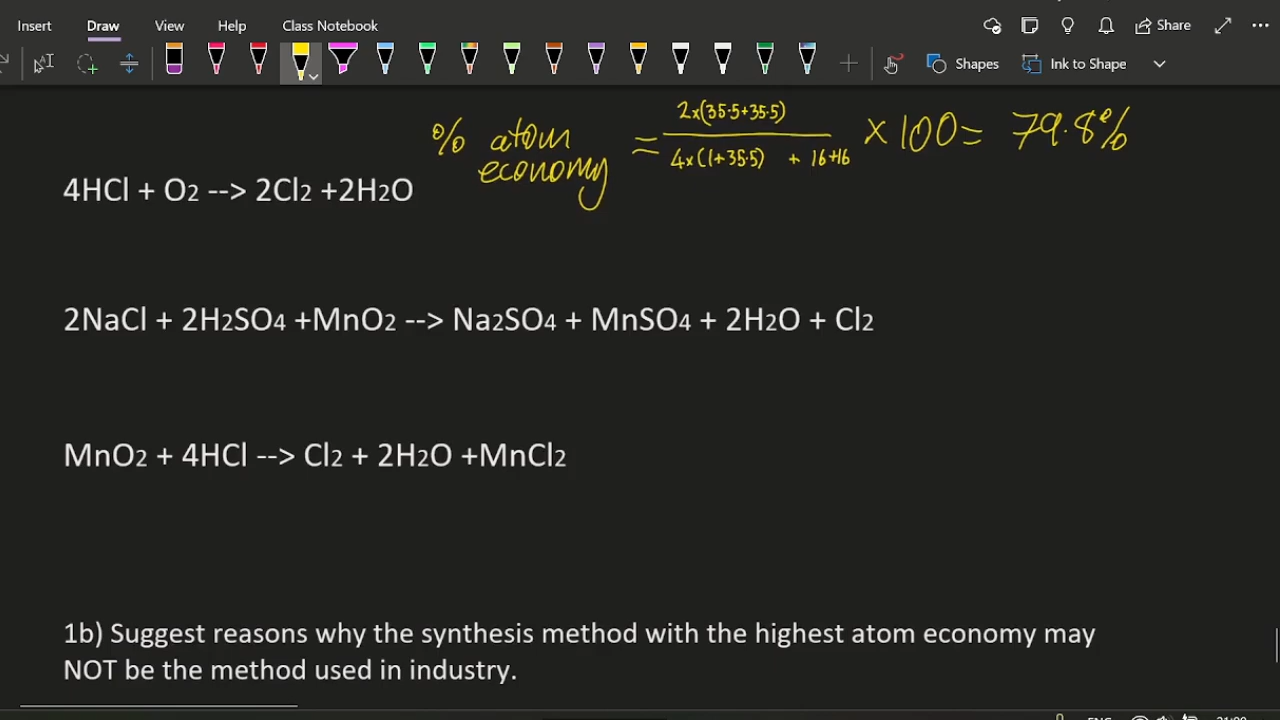 Insert Draw View Help Class Notebook Share
Shapes Ink to Shape
% atom economy = 2x(35.5+35.5) / 4x(1+35.5) + 16+16 x 100 = 79.8%
4HCl + O2 --> 2Cl2 +2H2O
2NaCl + 2H2SO4 +MnO2 --> Na2SO4 + MnSO4 + 2H2O + Cl2
MnO2 + 4HCl --> Cl2 + 2H2O +MnCl2
1b) Suggest reasons why the synthesis method with the highest atom economy may
NOT be the method used in industry.